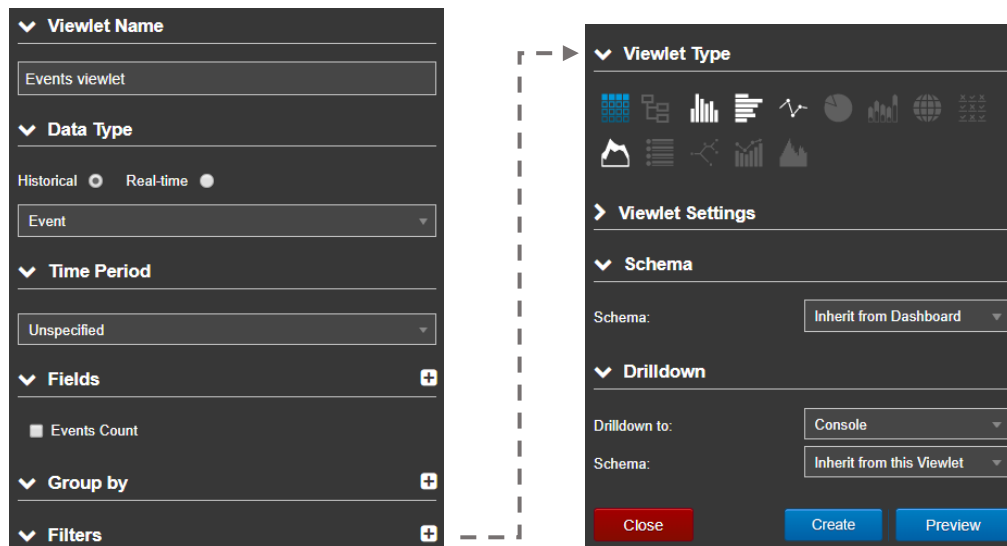 Viewlet Name
Events viewlet
Data Type
Historical Real-time
Event
Time Period
Unspecified
Fields
Events Count
Group by
Filters
Viewlet Type
Viewlet Settings
Schema
Schema: Inherit from Dashboard
Drilldown
Drilldown to: Console
Schema: Inherit from this Viewlet
Close Create Preview